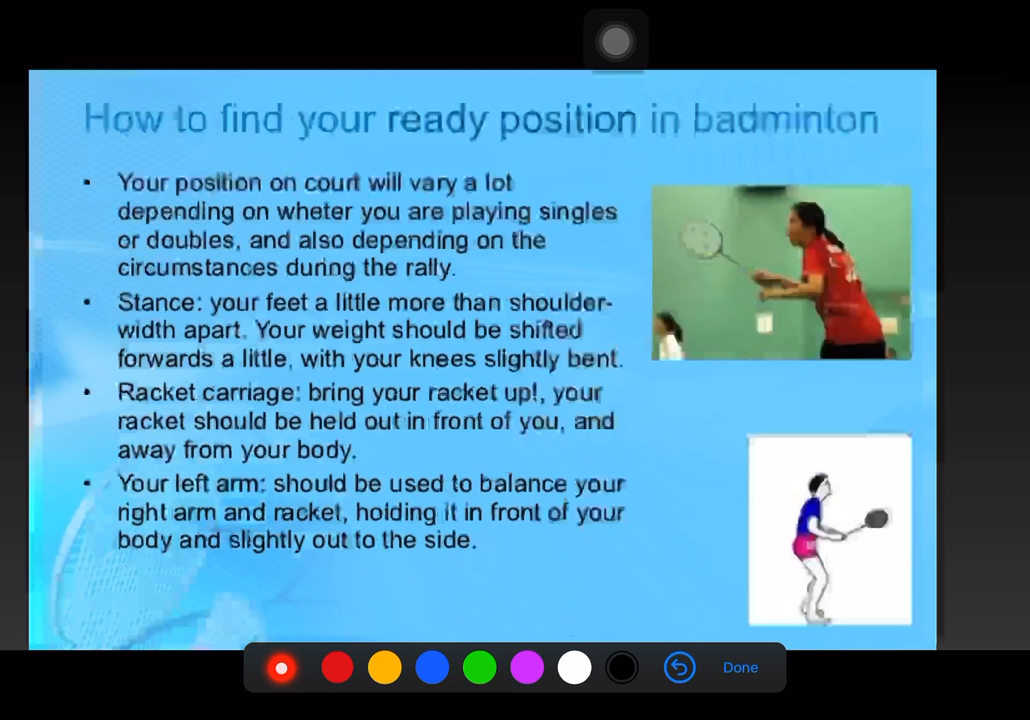 How to find your ready position in badminton
• Your position on court will vary a lot
depending on wheter you are playing singles
or doubles, and also depending on the
circumstances during the rally.
• Stance: your feet a little more than shoulder-
width apart. Your weight should be shifted
forwards a little, with your knees slightly bent.
• Racket carriage: bring your racket up!, your
racket should be held out in front of you, and
away from your body.
• Your left arm: should be used to balance your
right arm and racket, holding it in front of your
body and slightly out to the side.
Done